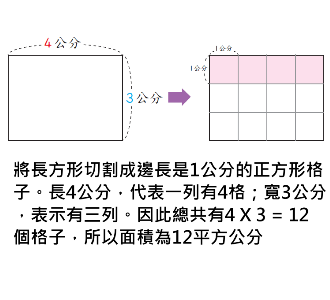 4公分
1公分
1公分
3公分
將長方形切割成邊長是1公分的正方形格
子。長4公分，代表一列有4格；寬3公分
，表示有三列。因此總共有4 X 3 = 12
個格子，所以面積為12平方公分